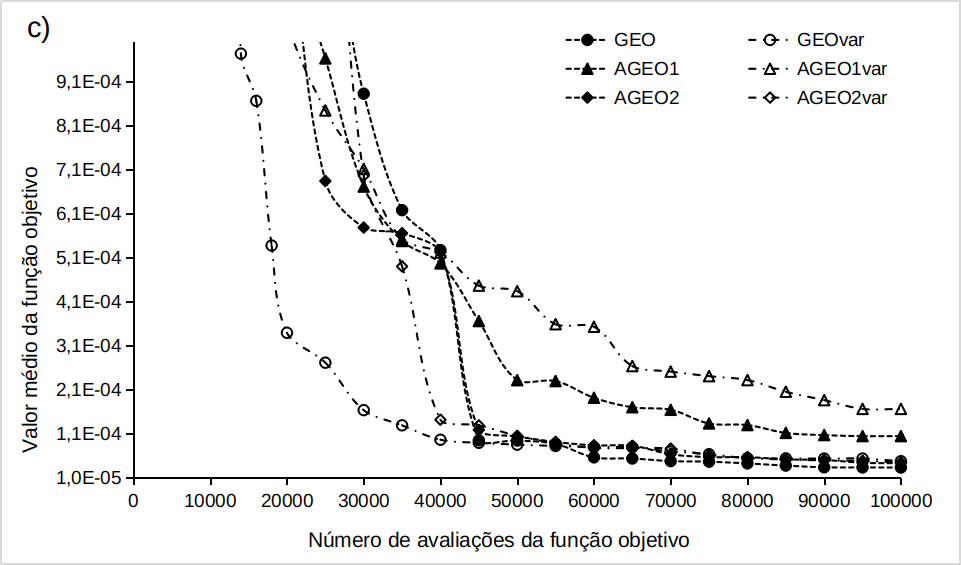 c)
GEO
GEOvar
AGEO1
AGEO1var
AGEO2
AGEO2var
9,1E-04
8,1E-04
7,1E-04
6,1E-04
5,1E-04
4,1E-04
3,1E-04
2,1E-04
1,1E-04
1,0E-05
Valor médio da função objetivo
0 10000 20000 30000 40000 50000 60000 70000 80000 90000 100000
Número de avaliações da função objetivo